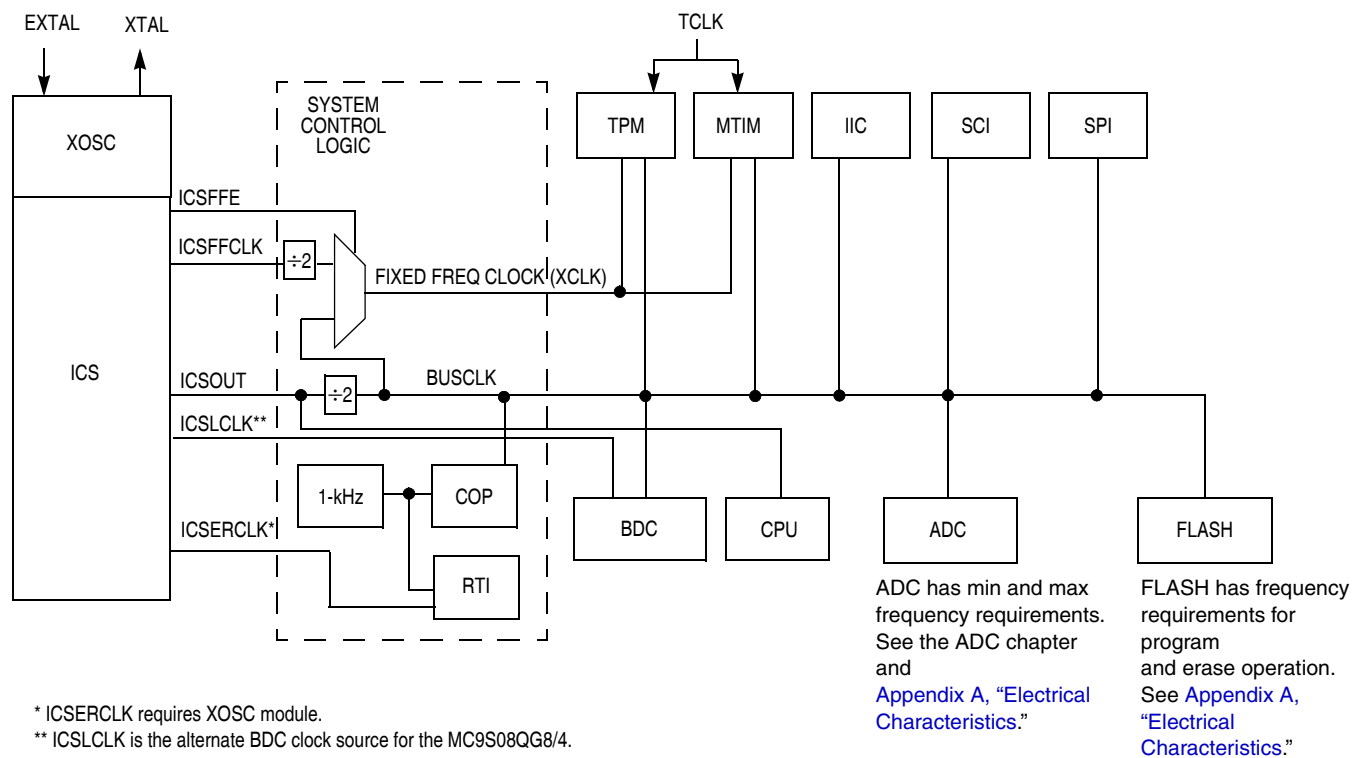 EXTAL
XTAL
TCLK
SYSTEM
CONTROL
LOGIC
XOSC
TPM
MTIM
IIC
SCI
SPI
ICSFFE
ICSFFCLK
÷2
FIXED FREQ CLOCK (XCLK)
ICS
ICSOUT
÷2
BUSCLK
ICSLCLK**
1-kHz
COP
ICSERCLK*
RTI
BDC
CPU
ADC
FLASH
ADC has min and max
frequency requirements.
See the ADC chapter
and
Appendix A, “Electrical
Characteristics.”
FLASH has frequency
requirements for
program
and erase operation.
See Appendix A,
“Electrical
Characteristics.”
* ICSERCLK requires XOSC module.
** ICSLCLK is the alternate BDC clock source for the MC9S08QG8/4.